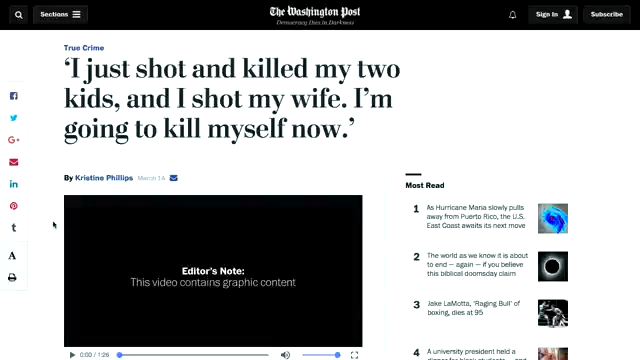 The Washington Post
Democracy Dies in Darkness
Sections
Sign In
Subscribe
True Crime
‘I just shot and killed my two
kids, and I shot my wife. I’m
going to kill myself now.’
By Kristine Phillips March 14
Editor's Note:
This video contains graphic content
0:00 / 1:26
Most Read
1 As Hurricane Maria slowly pulls
away from Puerto Rico, the U.S.
East Coast awaits its next move
2 The world as we know it is about
to end — again — if you believe
this biblical doomsday claim
3 Jake LaMotta, ‘Raging Bull’ of
boxing, dies at 95
4 A university president held a
G+
in
t
A